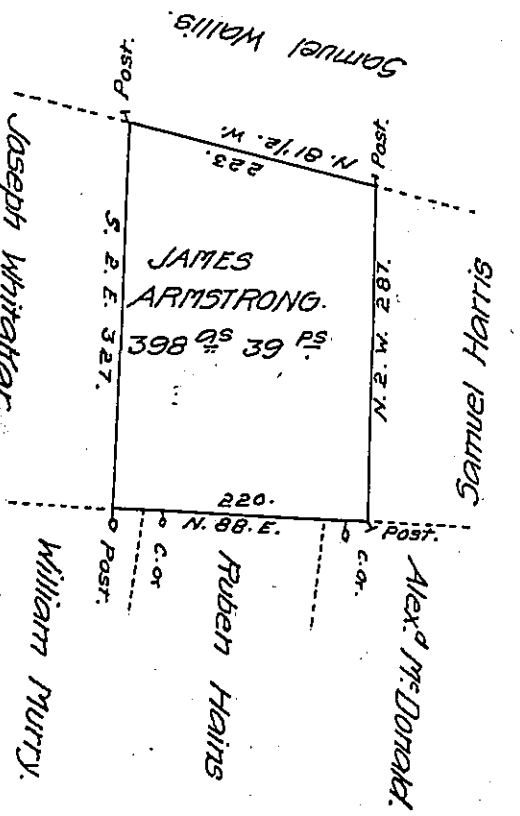 Samuel Wallis.
Post.
Post.
N. 81 1/2. W.
223.
Samuel Harris
N. 2. W. 287.
JAMES
ARMSTRONG.
398 as 39 Ps.
S. 2. E. 327.
Joseph Whitaker
220.
N. 88. E.
Post.
C.or.
Alexd. McDonald.
Ruben Hains
C.or
Post.
William Murry.